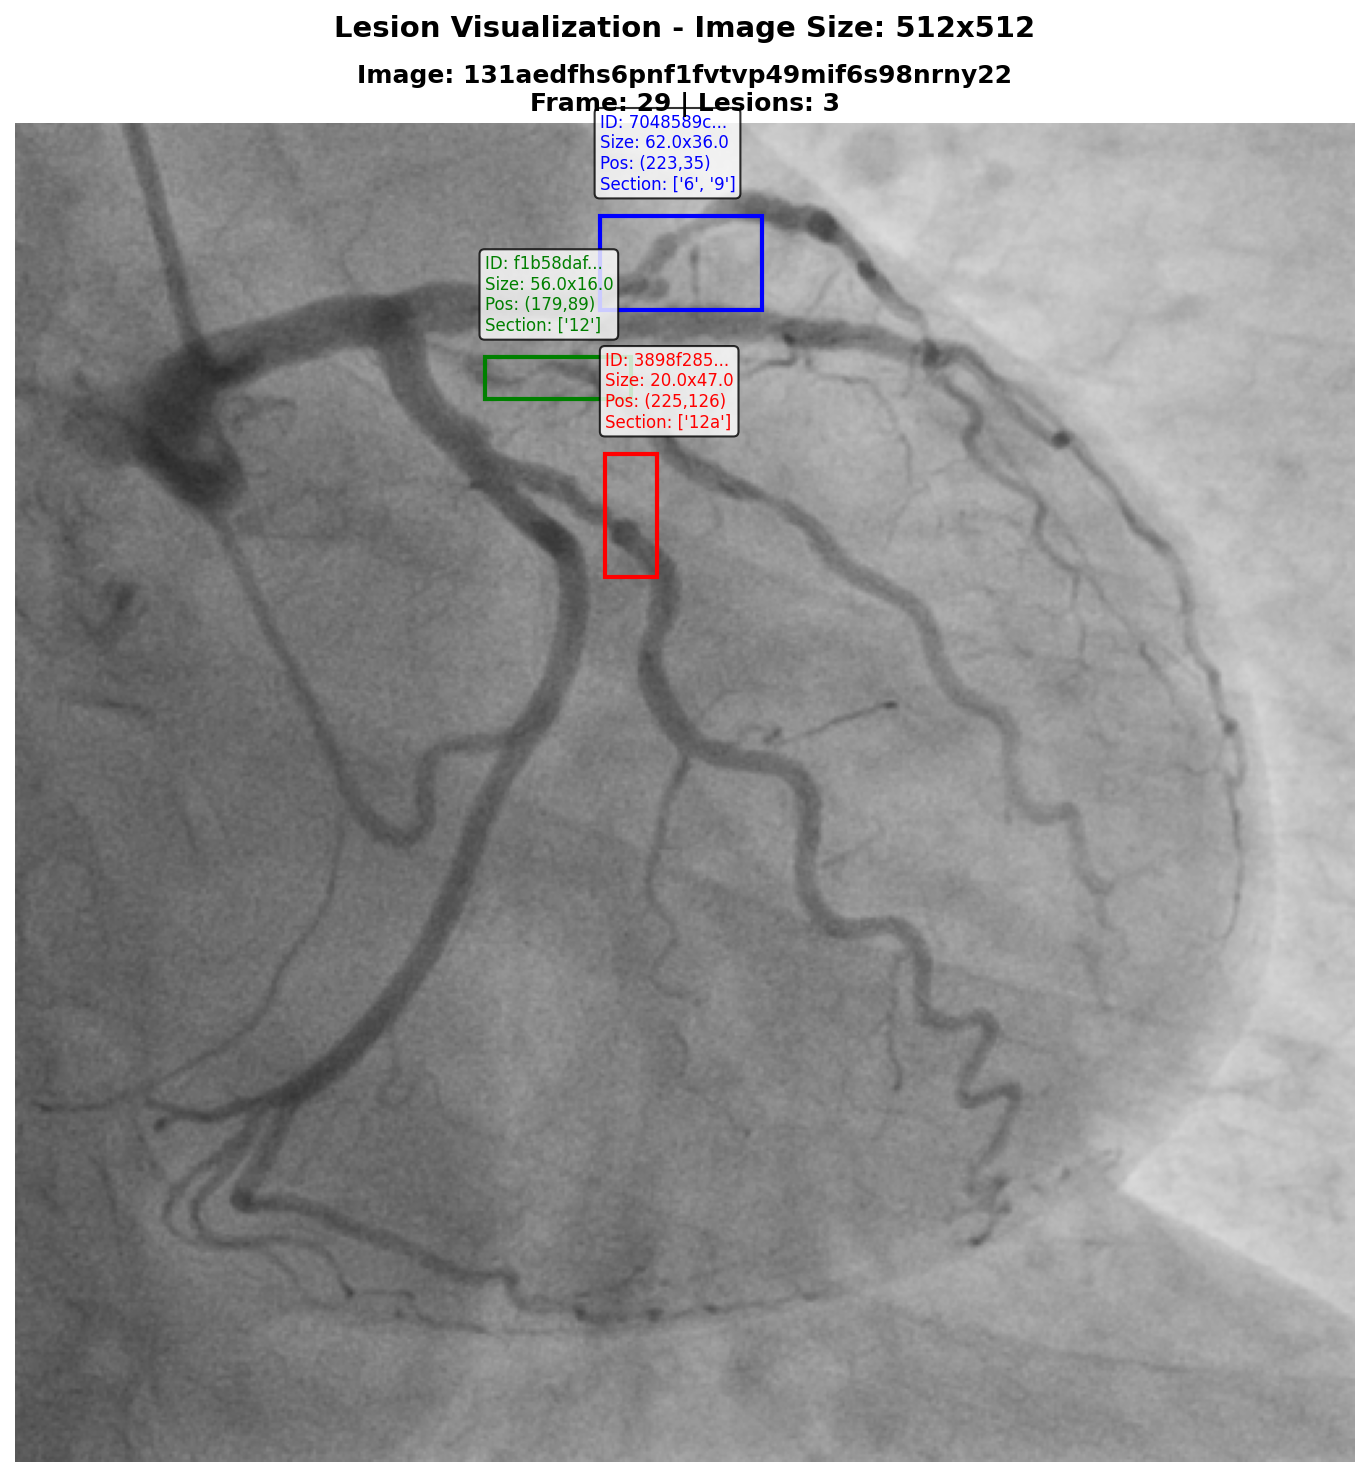 Lesion Visualization - Image Size: 512x512
Image: 131aedfhs6pnf1fvtvp49mif6s98nrny22
Frame: 29 | Lesions: 3
ID: 7048589c...
Size: 62.0x36.0
Pos: (223,35)
Section: ['6', '9']
ID: f1b58daf...
Size: 56.0x16.0
Pos: (179,89)
Section: ['12']
ID: 3898f285...
Size: 20.0x47.0
Pos: (225,126)
Section: ['12a']